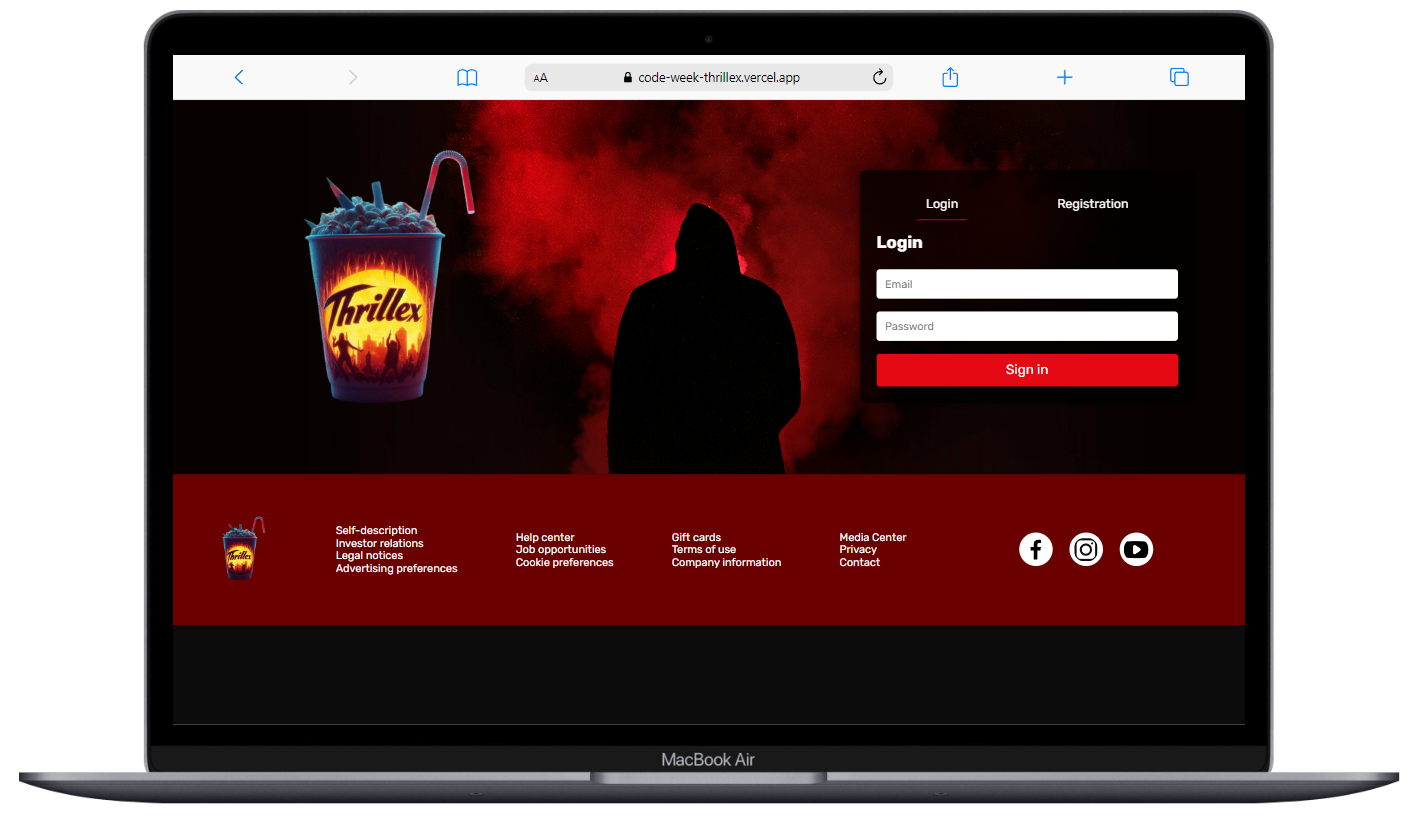 AA
code-week-thrillex.vercel.app
Thrillex
Login
Registration
Login
Email
Password
Sign in
Thrillex
Self-description
Investor relations
Legal notices
Advertising preferences
Help center
Job opportunities
Cookie preferences
Gift cards
Terms of use
Company information
Media Center
Privacy
Contact
MacBook Air